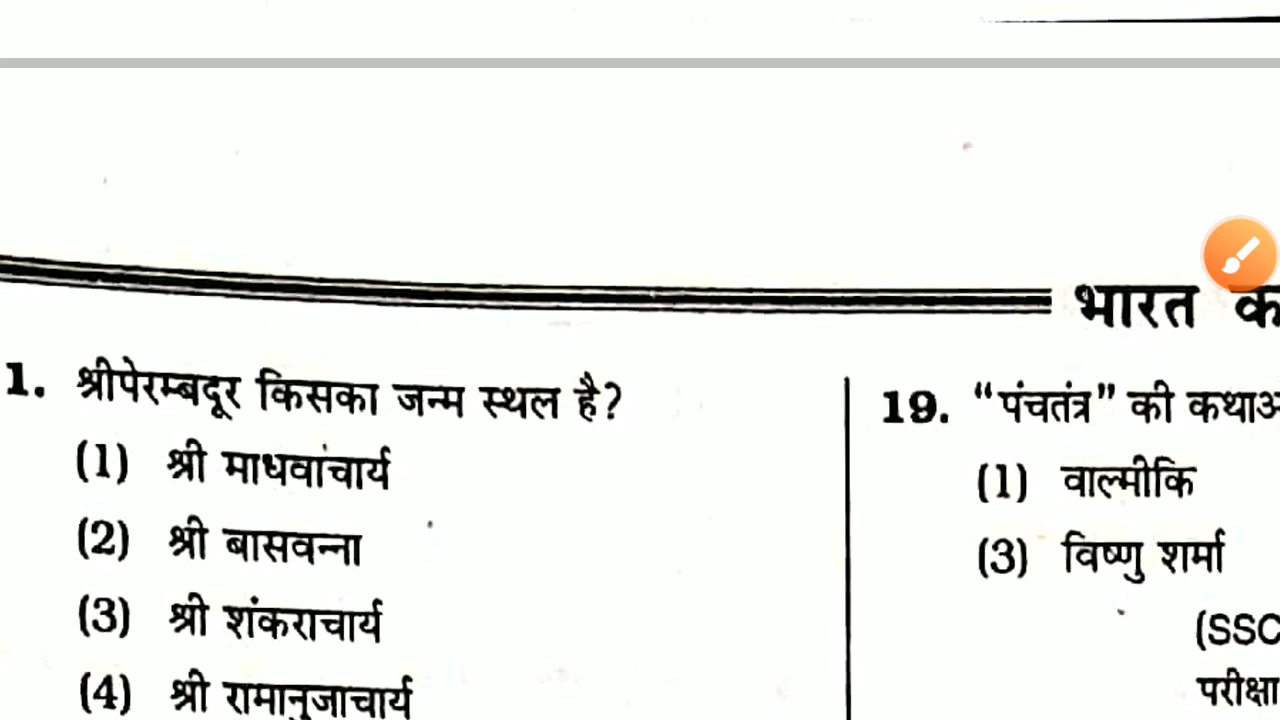 भारत
1. श्रीपेरम्बदूर किसका जन्म स्थल है?
(1) श्री माधवांचार्य
(2) श्री बासवन्ना
(3) श्री शंकराचार्य
(4) श्री रामानुजाचार्य
19. “पंचतंत्र” की
(1) वाल्मीकि
(3) विष्णु शर्मा
(SSC
परीक्षा